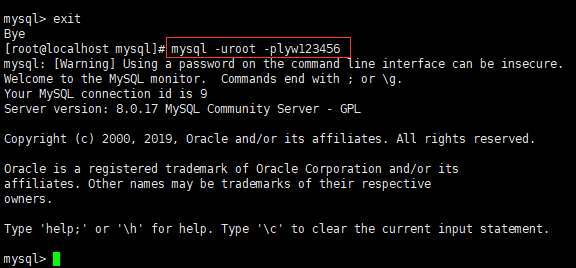 mysql> exit
Bye
[root@localhost mysql]# mysql -uroot -plyw123456
mysql: [Warning] Using a password on the command line interface can be insecure.
Welcome to the MySQL monitor.  Commands end with ; or \g.
Your MySQL connection id is 9
Server version: 8.0.17 MySQL Community Server - GPL
Copyright (c) 2000, 2019, Oracle and/or its affiliates. All rights reserved.
Oracle is a registered trademark of Oracle Corporation and/or its
affiliates. Other names may be trademarks of their respective
owners.
Type 'help;' or '\h' for help. Type '\c' to clear the current input statement.
mysql>